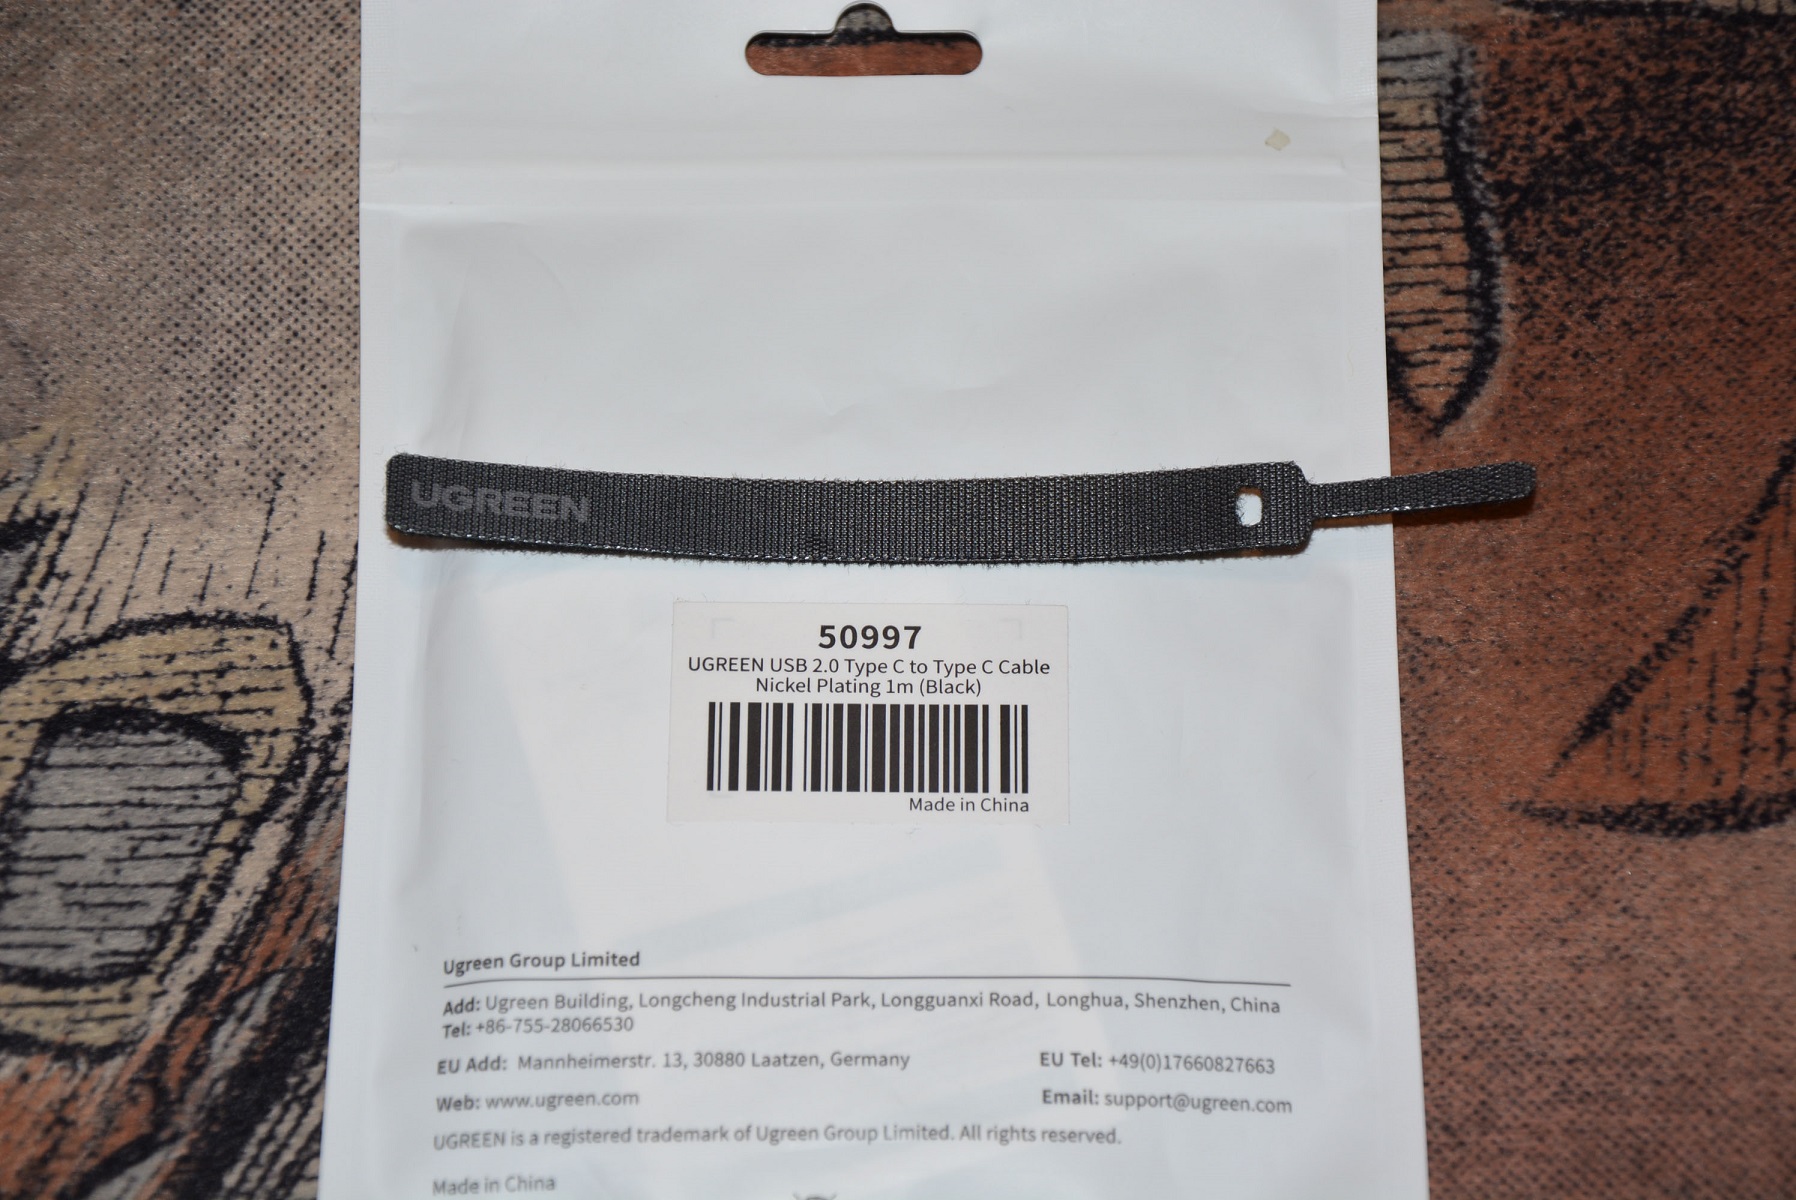 UGREEN
50997
UGREEN USB 2.0 Type C to Type C Cable
Nickel Plating 1m (Black)
Made in China
Ugreen Group Limited
Add: Ugreen Building, Longcheng Industrial Park, Longguanxi Road, Longhua, Shenzhen, China
Tel: +86-755-28066530
EU Add: Mannheimerstr. 13, 30880 Laatzen, Germany EU Tel: +49(0)17660827663
Web: www.ugreen.com Email: support@ugreen.com
UGREEN is a registered trademark of Ugreen Group Limited. All rights reserved.
Made in China